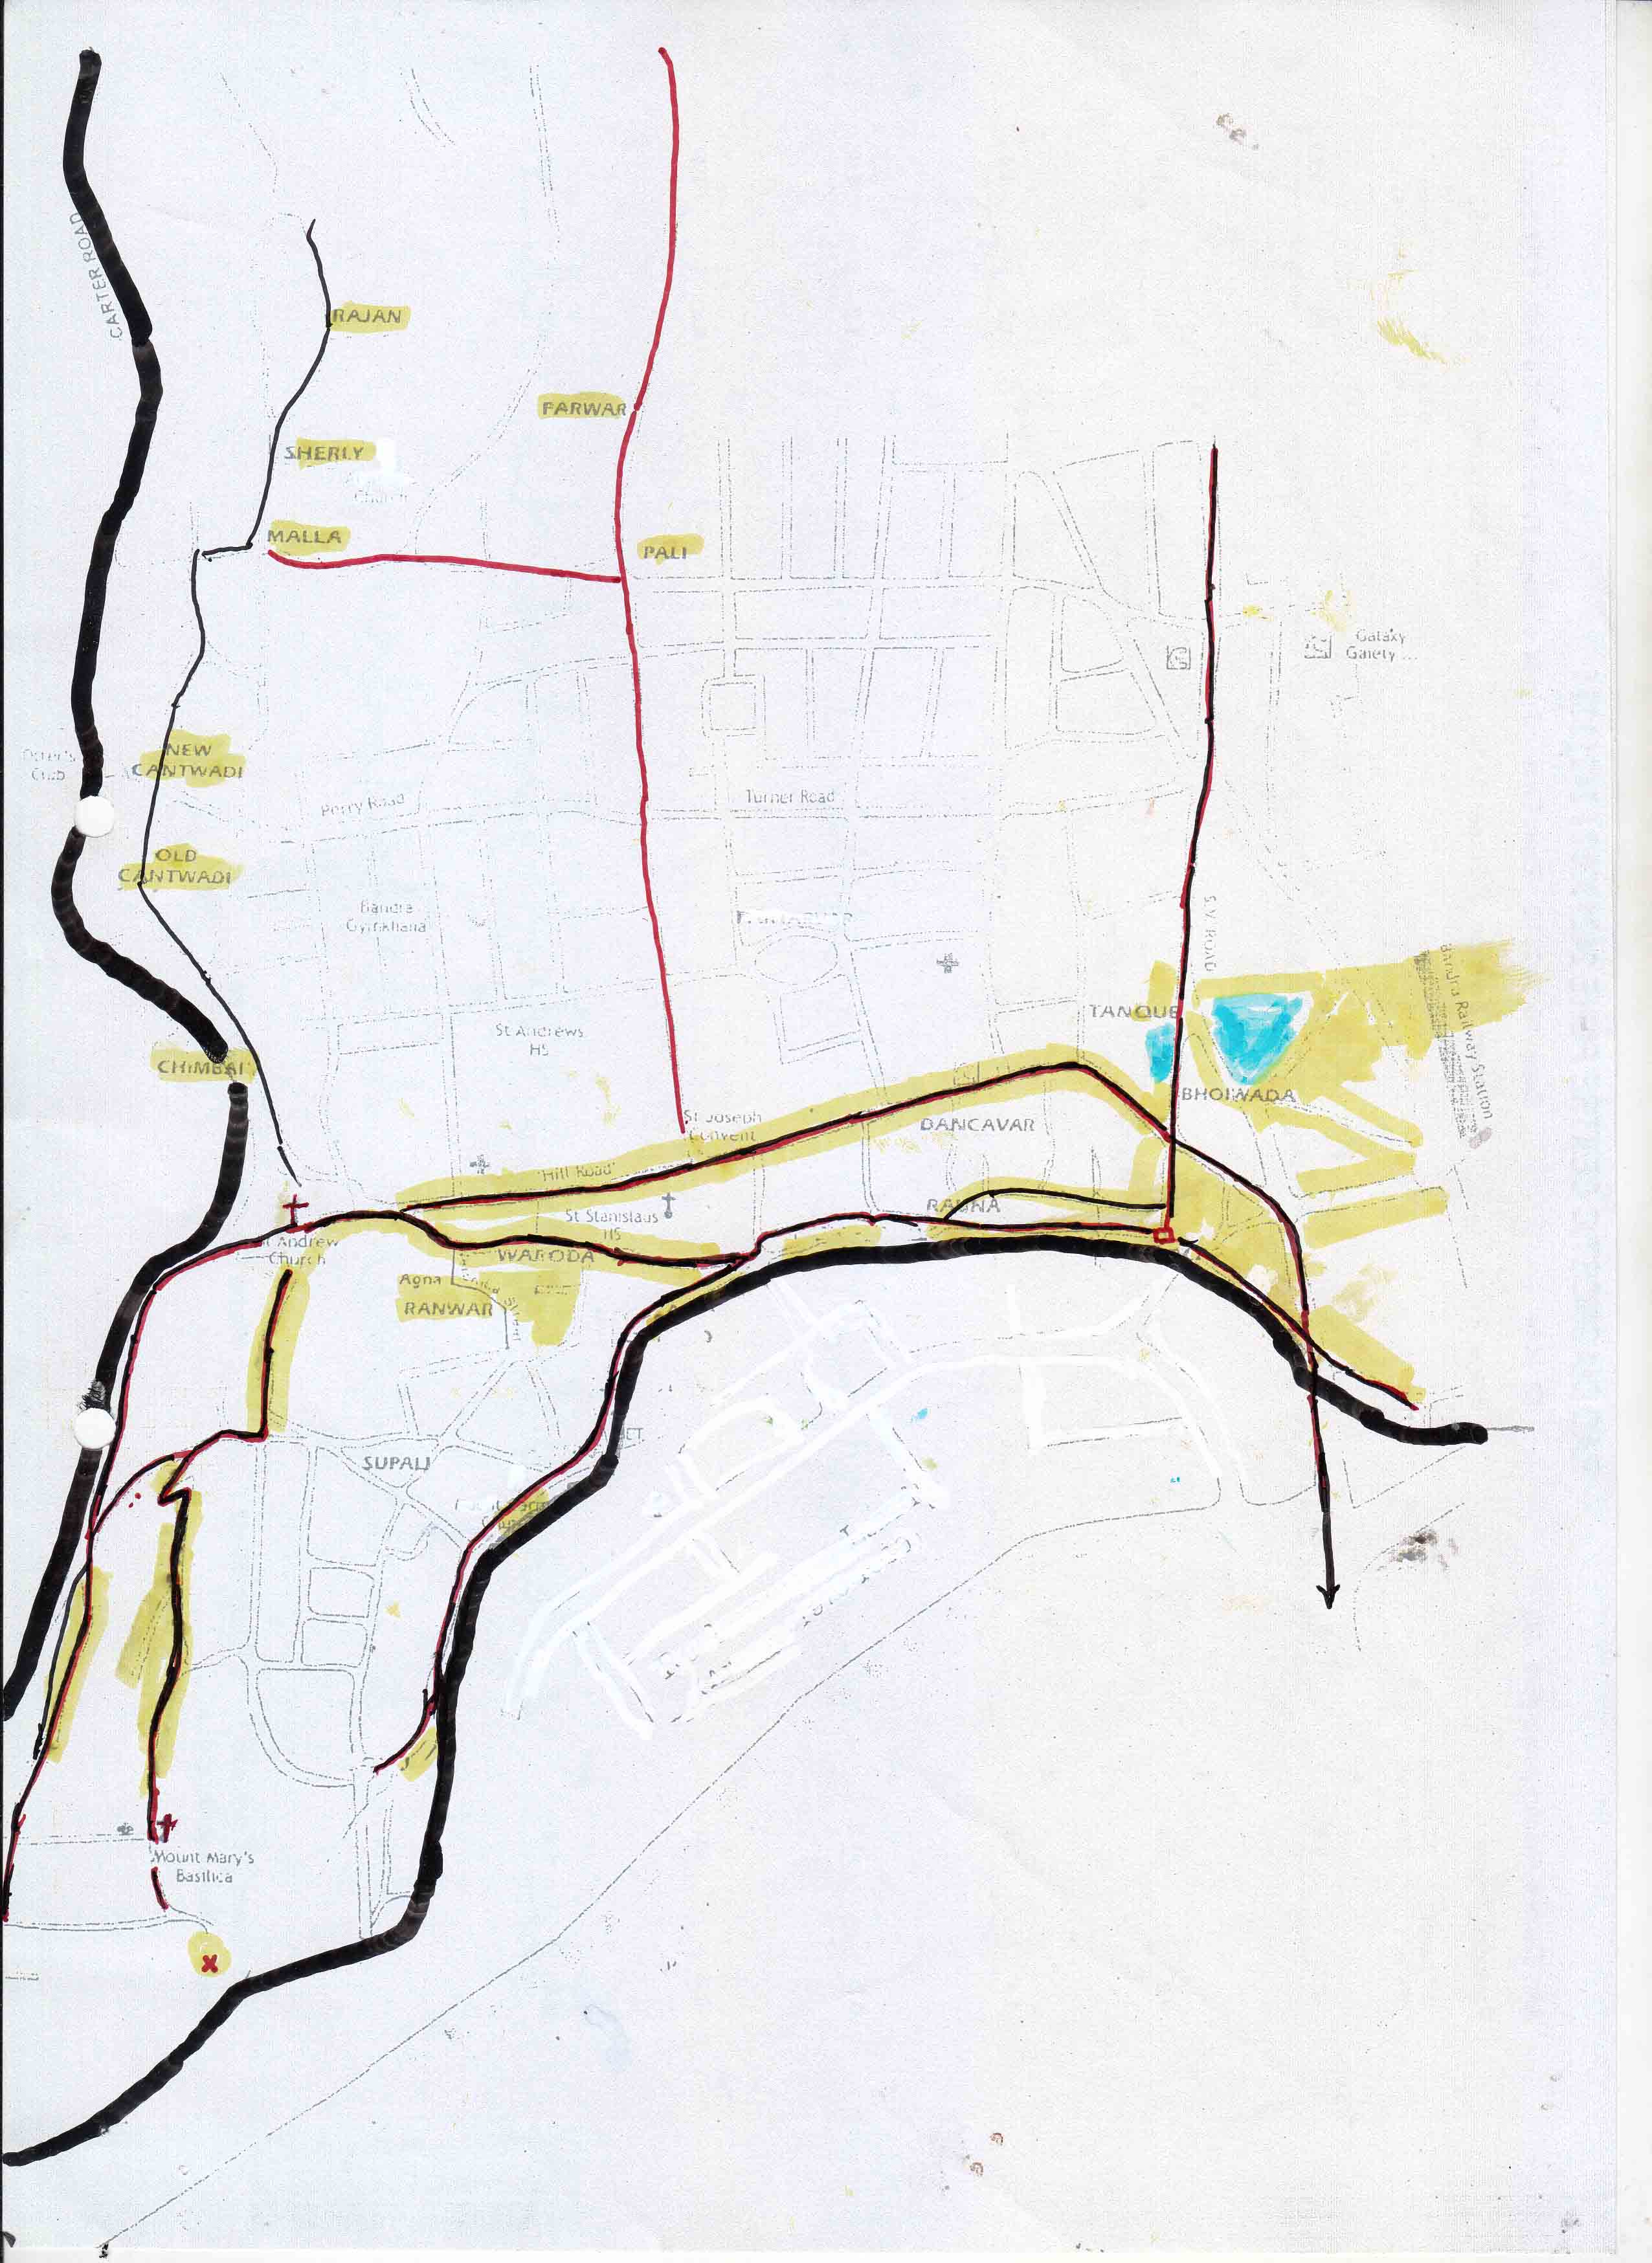 CARTER ROAD
RAJAN
FARWAR
SHERLY
Church
MALLA
PALI
Galaxy
Gaiety ...
NEW
CANTWADI
Club
Perry Road
Turner Road
OLD
CANTWADI
Bandra
Gymkhana
S.V. ROAD
Bandra Railway Station
St Andrews
HS
TANQUE
CHIMBAI
BHOIWADA
St Joseph
Convent
DANCAVAR
Hill Road
RAJNA
St Stanislaus
HS
St Andrew
Church
WARODA
Agna
RANWAR
SUPALI
Mount Mary's
Basilica
x